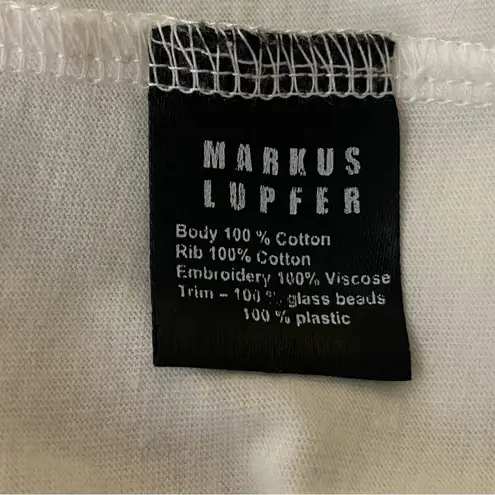 MARKUS
LUPFER
Body 100 % Cotton
Rib 100% Cotton
Embroidery 100% Viscose
Trim – 100 % glass beads
100 % plastic